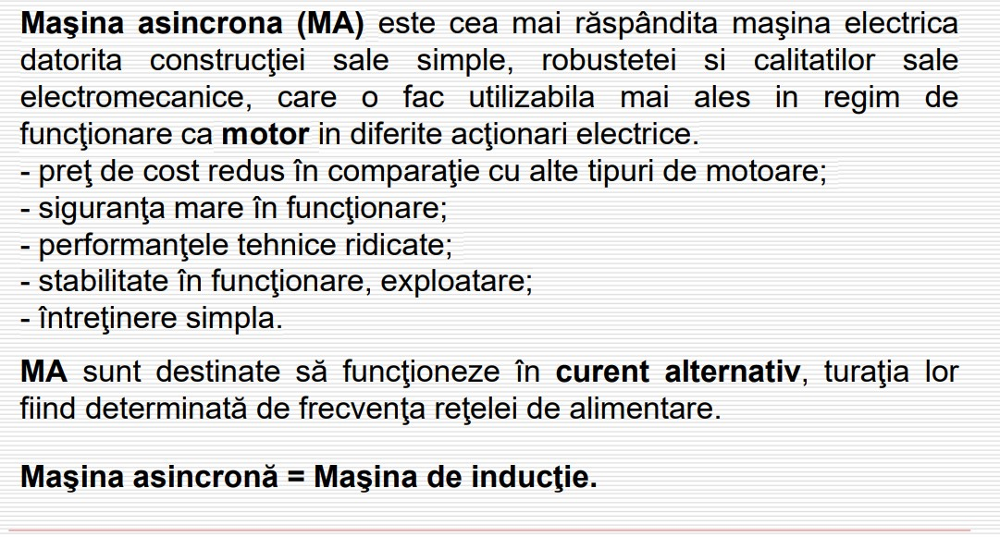 Maşina asincrona (MA) este cea mai răspândita maşina electrica
datorita construcţiei sale simple, robustetei si calitatilor sale
electromecanice, care o fac utilizabila mai ales in regim de
funcţionare ca motor in diferite acţionari electrice.
- preţ de cost redus în comparaţie cu alte tipuri de motoare;
- siguranţa mare în funcţionare;
- performanţele tehnice ridicate;
- stabilitate în funcţionare, exploatare;
- întreţinere simpla.
MA sunt destinate să funcţioneze în curent alternativ, turaţia lor
fiind determinată de frecvenţa reţelei de alimentare.
Maşina asincronă = Maşina de inducţie.